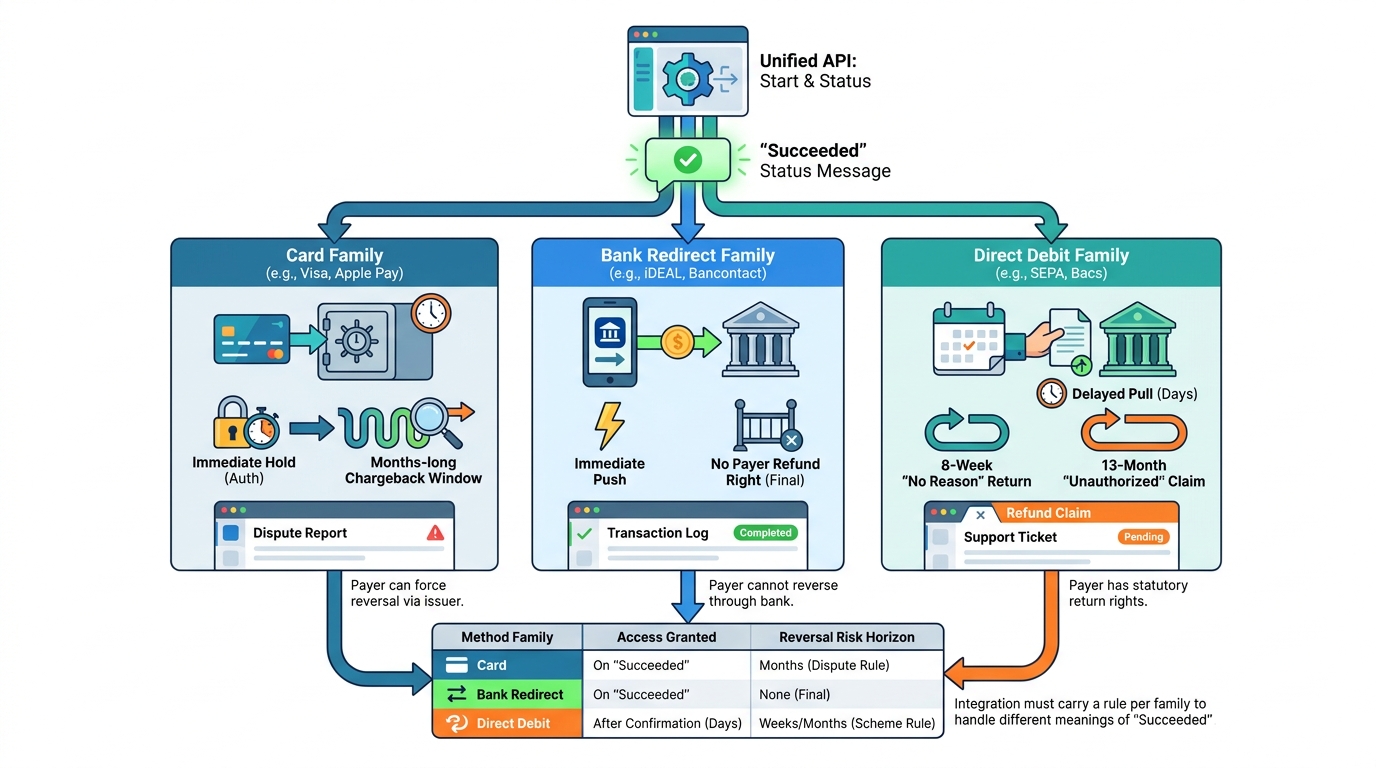 Unified API:
Start & Status
“Succeeded”
Status Message
Card Family
(e.g., Visa, Apple Pay)
Immediate Hold
(Auth)
Months-long
Chargeback Window
Dispute Report
Payer can force
reversal via issuer.
Bank Redirect Family
(e.g., iDEAL, Bancontact)
$
Immediate
Push
No Payer Refund
Right (Final)
Transaction Log
Completed
Payer cannot reverse
through bank.
Direct Debit Family
(e.g., SEPA, Bacs)
Delayed Pull (Days)
8-Week
"No Reason" Return
13-Month
"Unauthorized" Claim
Refund Claim
Support Ticket
Pending
Payer has statutory
return rights.
Method Family Access Granted Reversal Risk Horizon
Card On “Succeeded” Months (Dispute Rule)
Bank Redirect On “Succeeded” None (Final)
Direct Debit After Confirmation (Days) Weeks/Months (Scheme Rule)
Integration must carry a rule per family to
handle different meanings of “Succeeded”